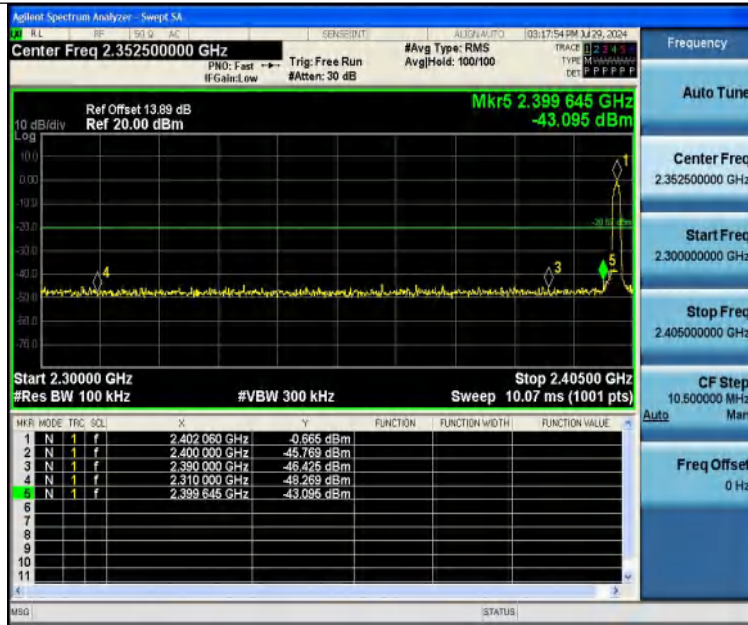 Agilent Spectrum Analyzer - Swept SA
RL RF 50 Ω AC SENSE:INT ALIGN AUTO 03:17:54 PM Jul 29, 2024
Center Freq 2.352500000 GHz
PNO: Fast
IFGain:Low
Trig: Free Run
#Atten: 30 dB
#Avg Type: RMS
Avg|Hold: 100/100
TRACE 1 2 3 4 5 6
TYPE
DET P P P P P P
Ref Offset 13.89 dB
Ref 20.00 dBm
10 dB/div
Log
Mkr5 2.399 645 GHz
-43.095 dBm
10.0
0.00
-10.0
-20.0
-30.0
-40.0
-50.0
-60.0
-70.0
1
4
3
5
Start 2.30000 GHz
Stop 2.40500 GHz
#Res BW 100 kHz #VBW 300 kHz Sweep 10.07 ms (1001 pts)
MKR MODE TRC SCL X Y FUNCTION FUNCTION WIDTH FUNCTION VALUE
1 N 1 f 2.402 060 GHz -0.665 dBm
2 N 1 f 2.400 000 GHz -45.769 dBm
3 N 1 f 2.390 000 GHz -46.425 dBm
4 N 1 f 2.310 000 GHz -48.269 dBm
5 N 1 f 2.399 645 GHz -43.095 dBm
6
7
8
9
10
11
MSG STATUS
Frequency
Auto Tune
Center Freq
2.352500000 GHz
Start Freq
2.300000000 GHz
Stop Freq
2.405000000 GHz
CF Step
10.500000 MHz
Auto Man
Freq Offset
0 Hz